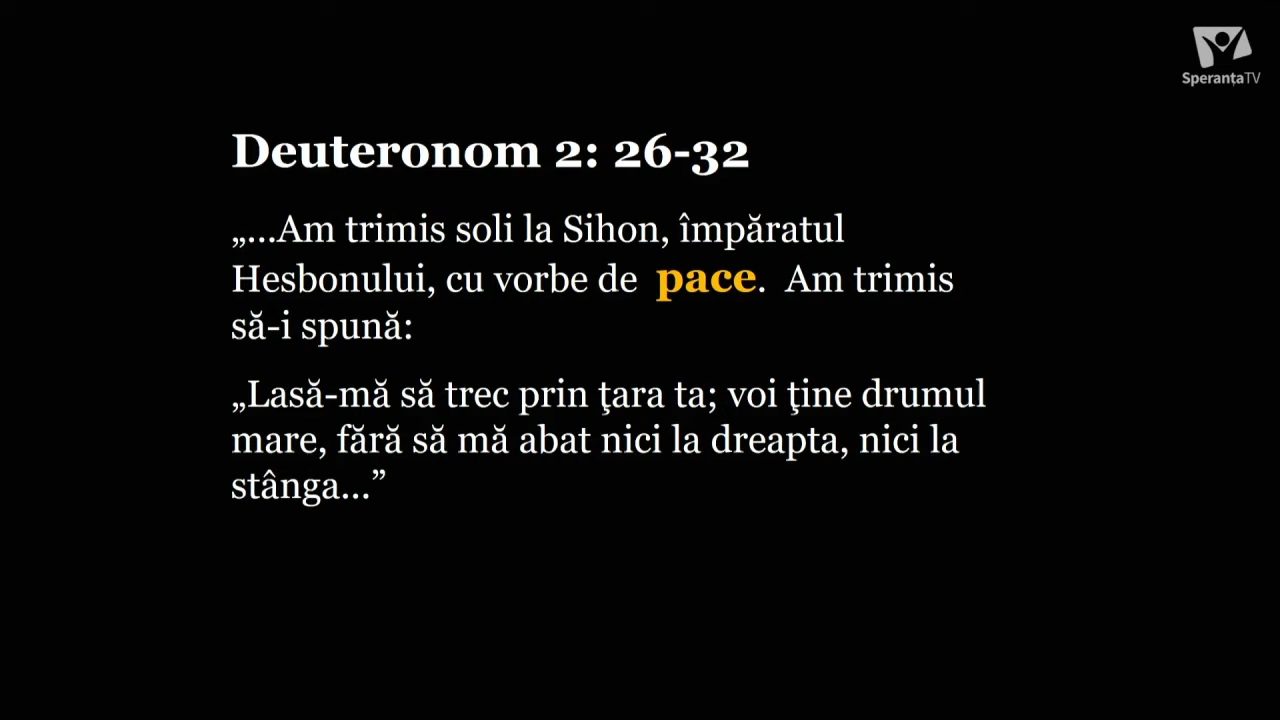 SperanțaTV
Deuteronom 2: 26-32
„...Am trimis soli la Sihon, împăratul
Hesbonului, cu vorbe de pace. Am trimis
să-i spună:
„Lasă-mă să trec prin ţara ta; voi ţine drumul
mare, fără să mă abat nici la dreapta, nici la
stânga...”